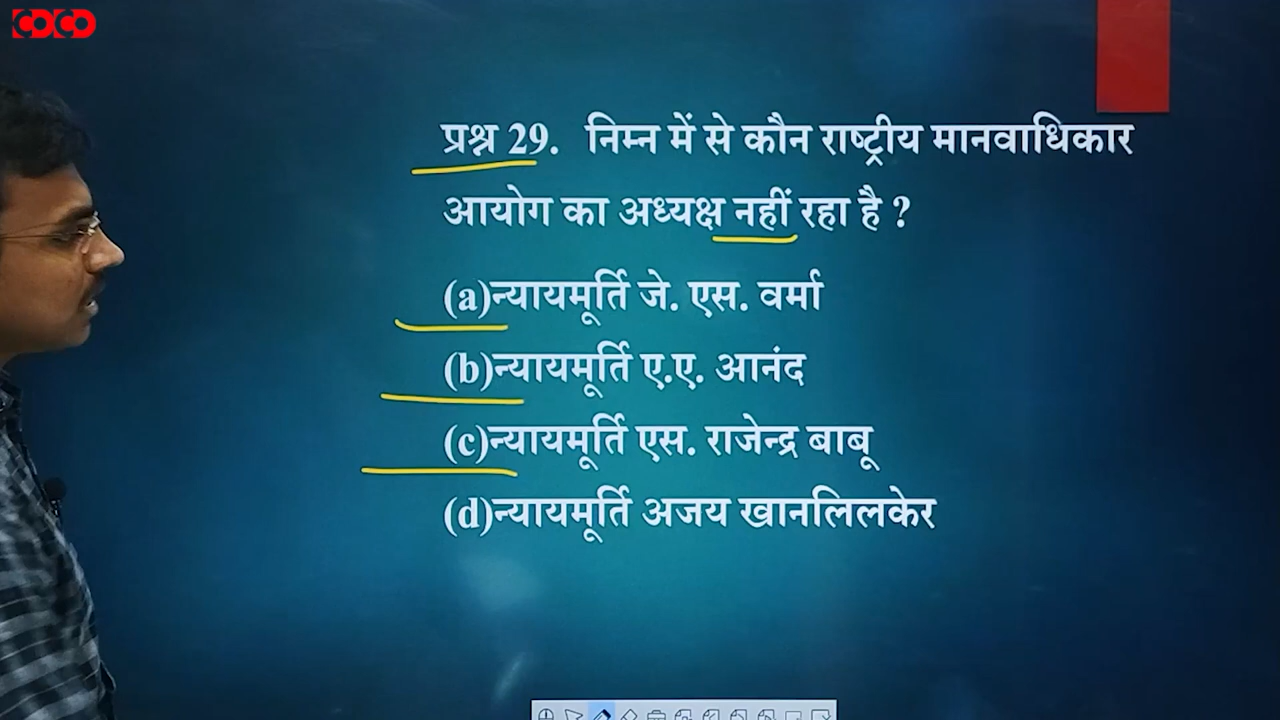 COCO
प्रश्न 29. निम्न में से कौन राष्ट्रीय मानवाधिकार
आयोग का अध्यक्ष नहीं रहा है ?
(a)न्यायमूर्ति जे. एस. वर्मा
(b)न्यायमूर्ति ए.ए. आनंद
(c)न्यायमूर्ति एस. राजेन्द्र बाबू
(d)न्यायमूर्ति अजय खानलिलकेर